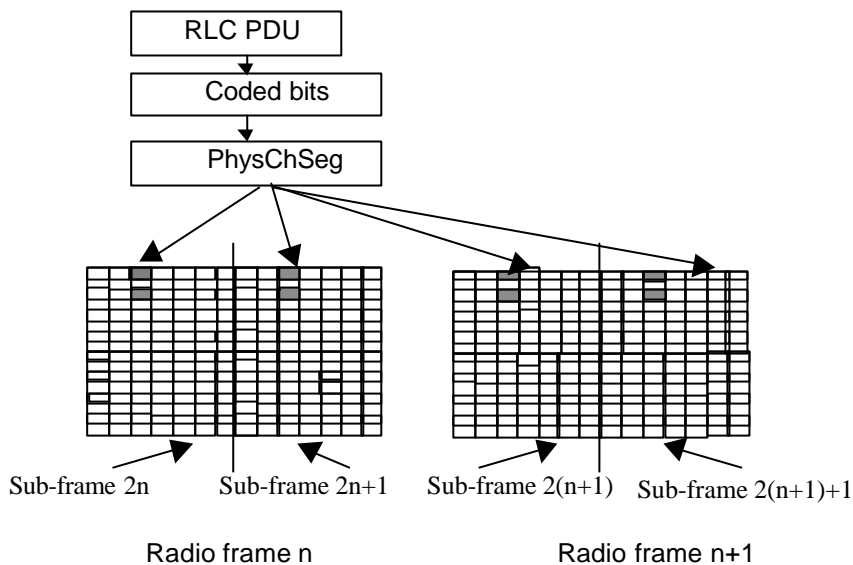 RLC PDU
Coded bits
PhysChSeg
Sub-frame 2n
Sub-frame 2n+1
Sub-frame 2(n+1)
Sub-frame 2(n+1)+1
Radio frame n
Radio frame n+1